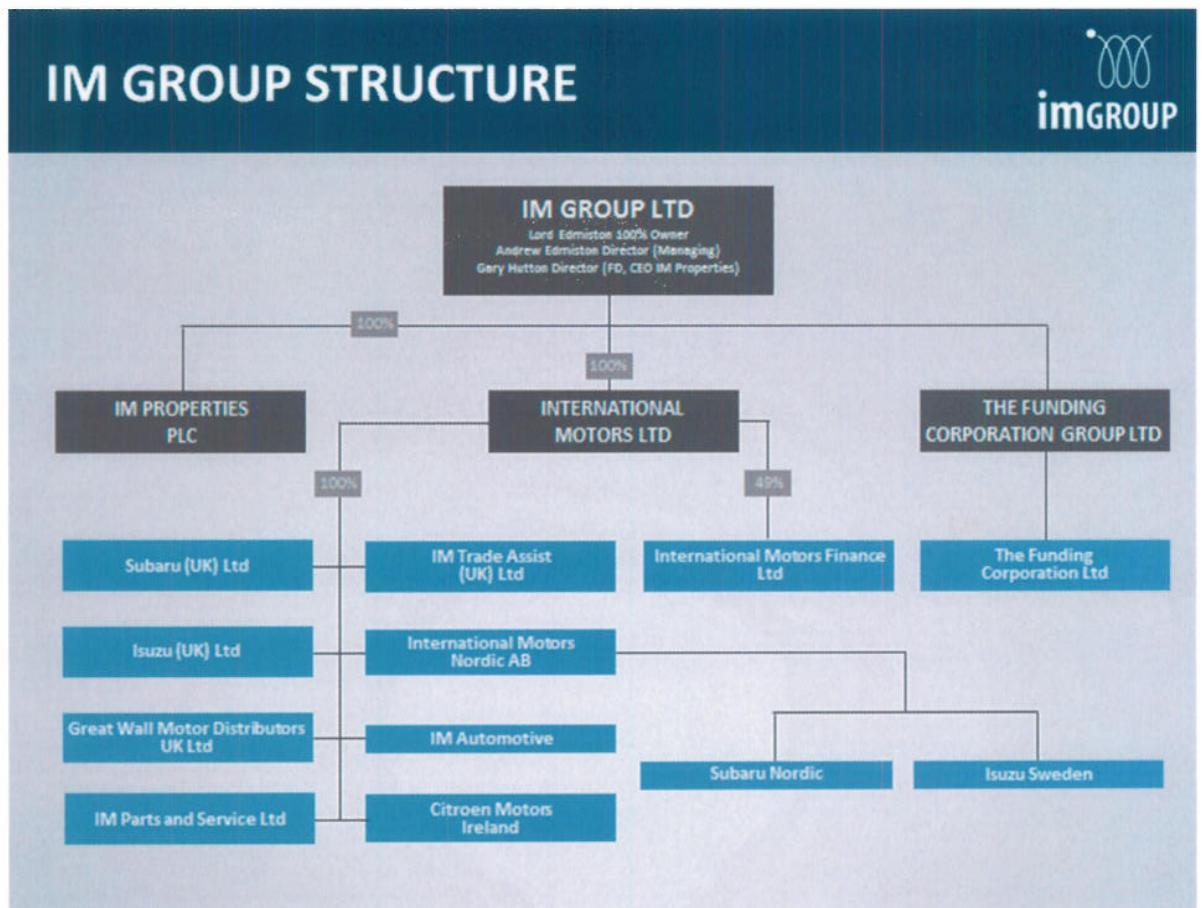 IM GROUP STRUCTURE
imGROUP
IM GROUP LTD
Lord Edmiston 100% Owner
Andrew Edmiston Director (Managing)
Gary Hutton Director (FD, CEO IM Properties)
100%
100%
IM PROPERTIES
PLC
INTERNATIONAL
MOTORS LTD
THE FUNDING
CORPORATION GROUP LTD
100%
49%
Subaru (UK) Ltd
IM Trade Assist
(UK) Ltd
International Motors Finance
Ltd
The Funding
Corporation Ltd
Isuzu (UK) Ltd
International Motors
Nordic AB
Great Wall Motor Distributors
UK Ltd
IM Automotive
Subaru Nordic
Isuzu Sweden
IM Parts and Service Ltd
Citroen Motors
Ireland